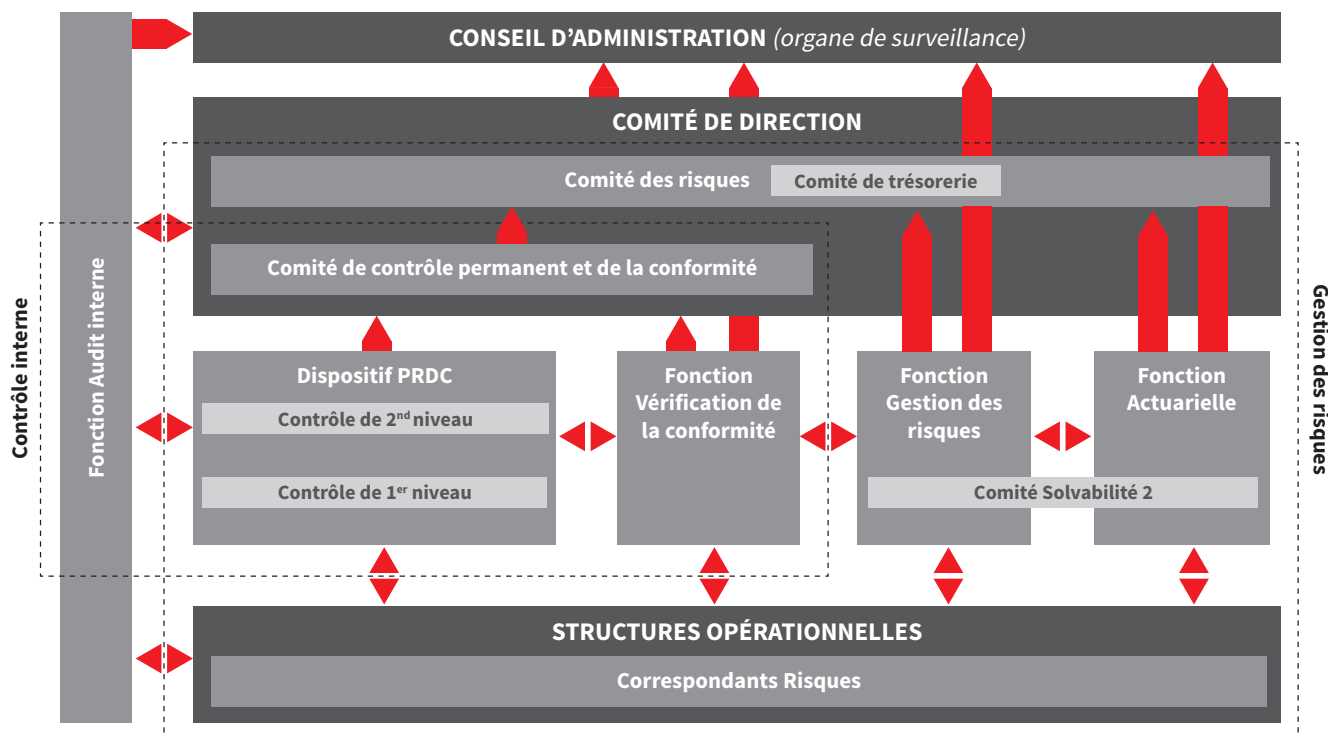 CONSEIL D’ADMINISTRATION (organe de surveillance)
COMITÉ DE DIRECTION
Comité des risques
Comité de trésorerie
Comité de contrôle permanent et de la conformité
Contrôle interne
Fonction Audit interne
Gestion des risques
Dispositif PRDC
Contrôle de 2nd niveau
Contrôle de 1er niveau
Fonction
Vérification de
la conformité
Fonction
Gestion des
risques
Fonction
Actuarielle
Comité Solvabilité 2
STRUCTURES OPÉRATIONNELLES
Correspondants Risques